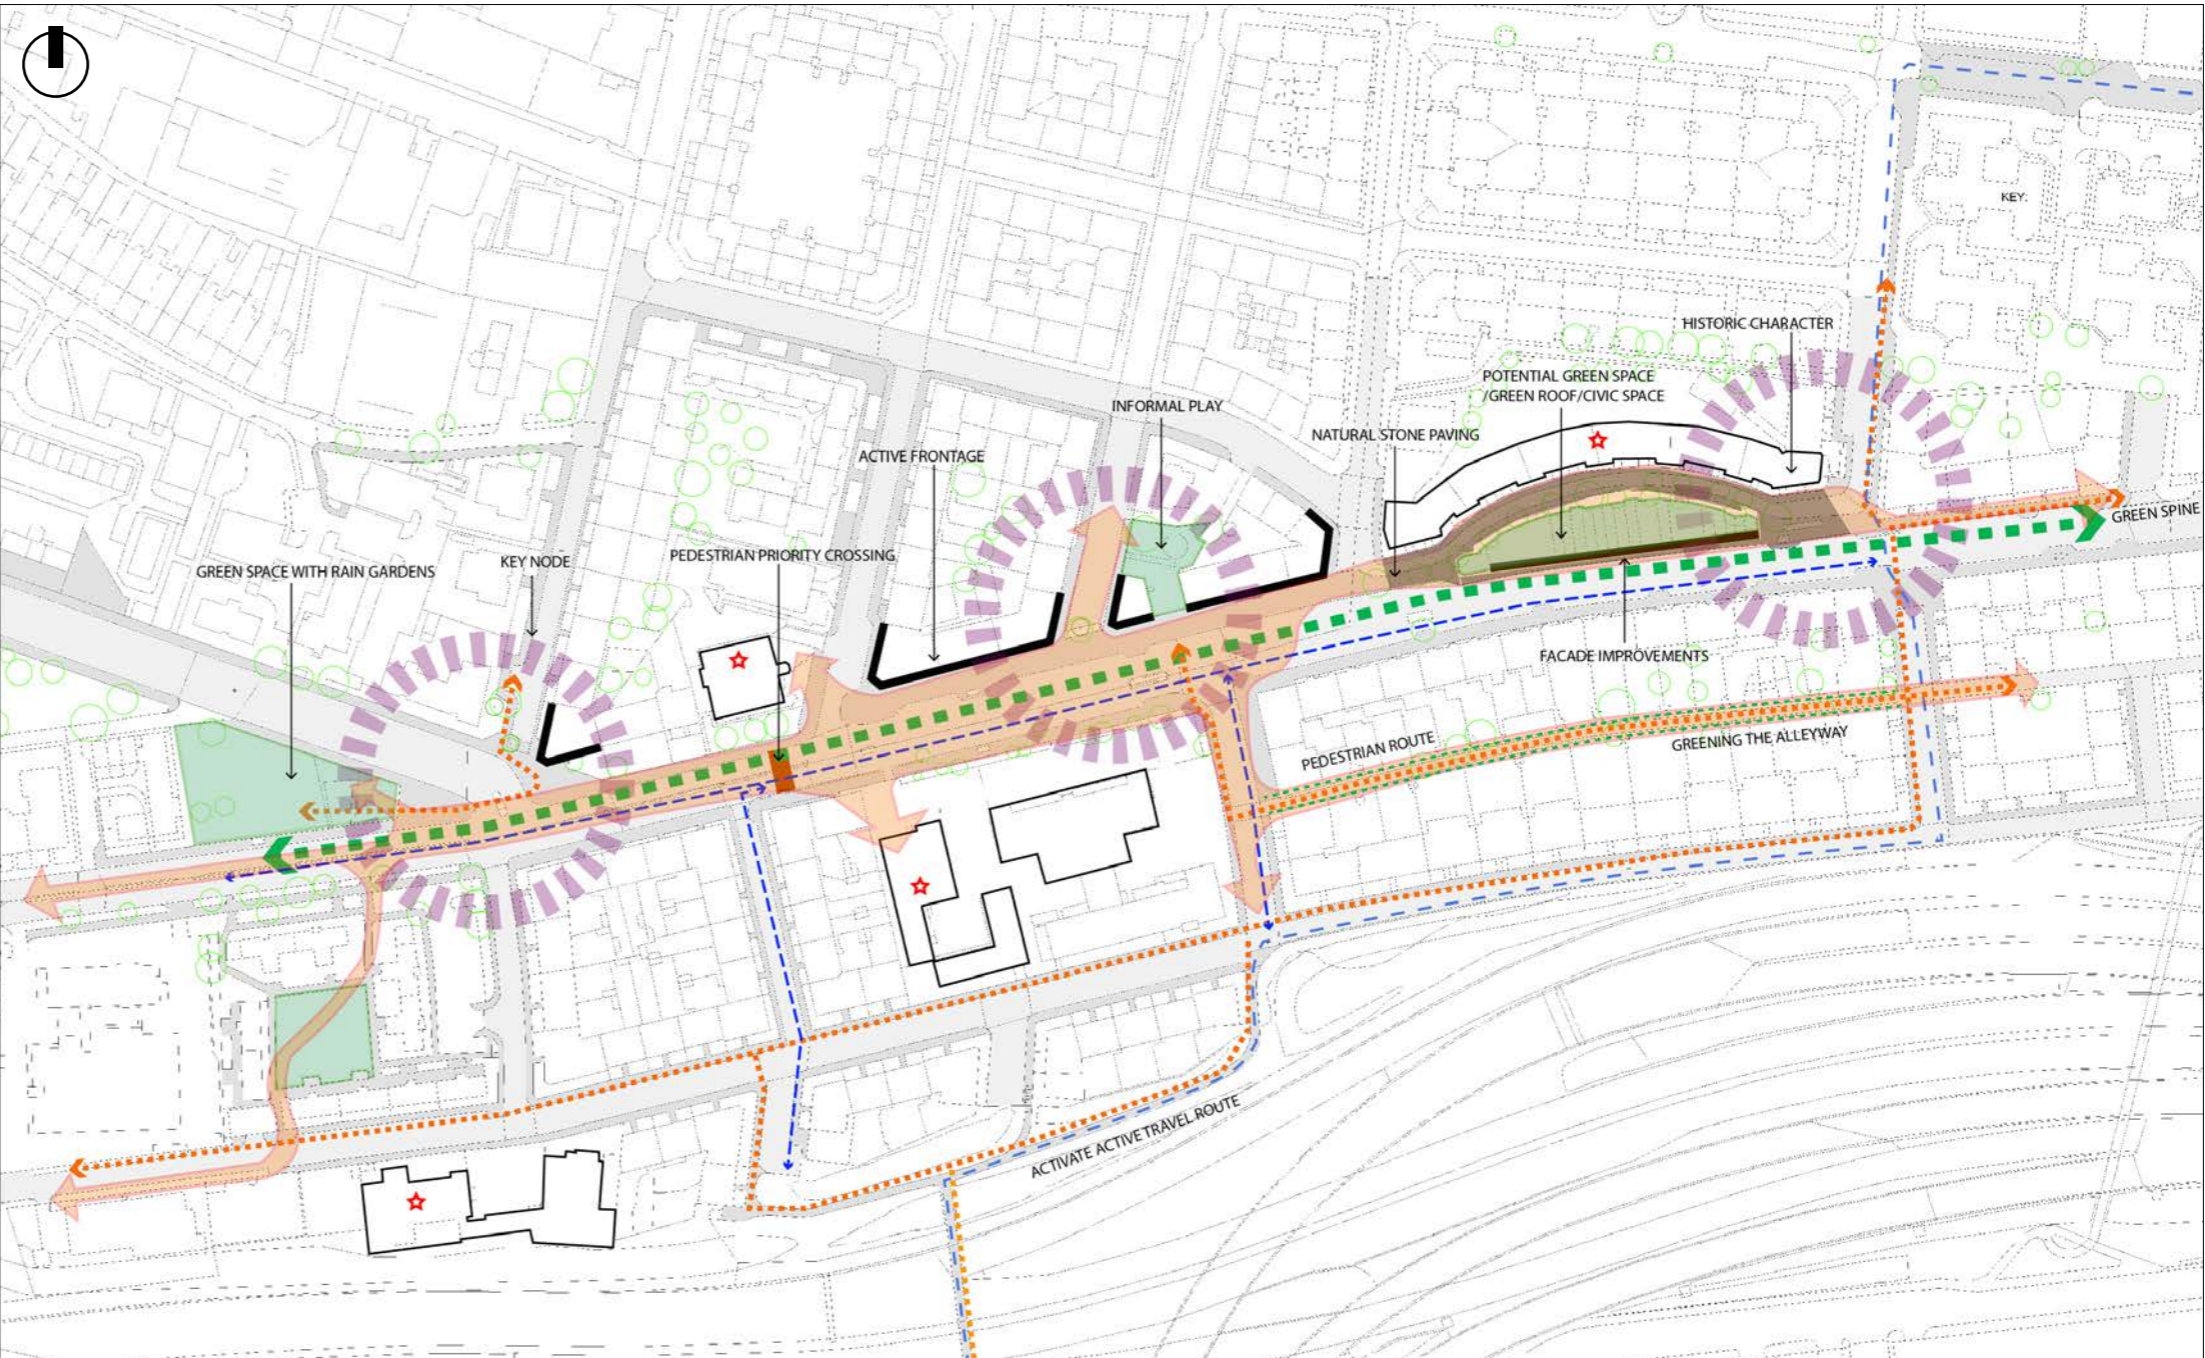 KEY:
HISTORIC CHARACTER
POTENTIAL GREEN SPACE
/GREEN ROOF/CIVIC SPACE
INFORMAL PLAY
NATURAL STONE PAVING
ACTIVE FRONTAGE
GREEN SPINE
PEDESTRIAN PRIORITY CROSSING
KEY NODE
GREEN SPACE WITH RAIN GARDENS
FACADE IMPROVEMENTS
PEDESTRIAN ROUTE
GREENING THE ALLEYWAY
ACTIVATE ACTIVE TRAVEL ROUTE